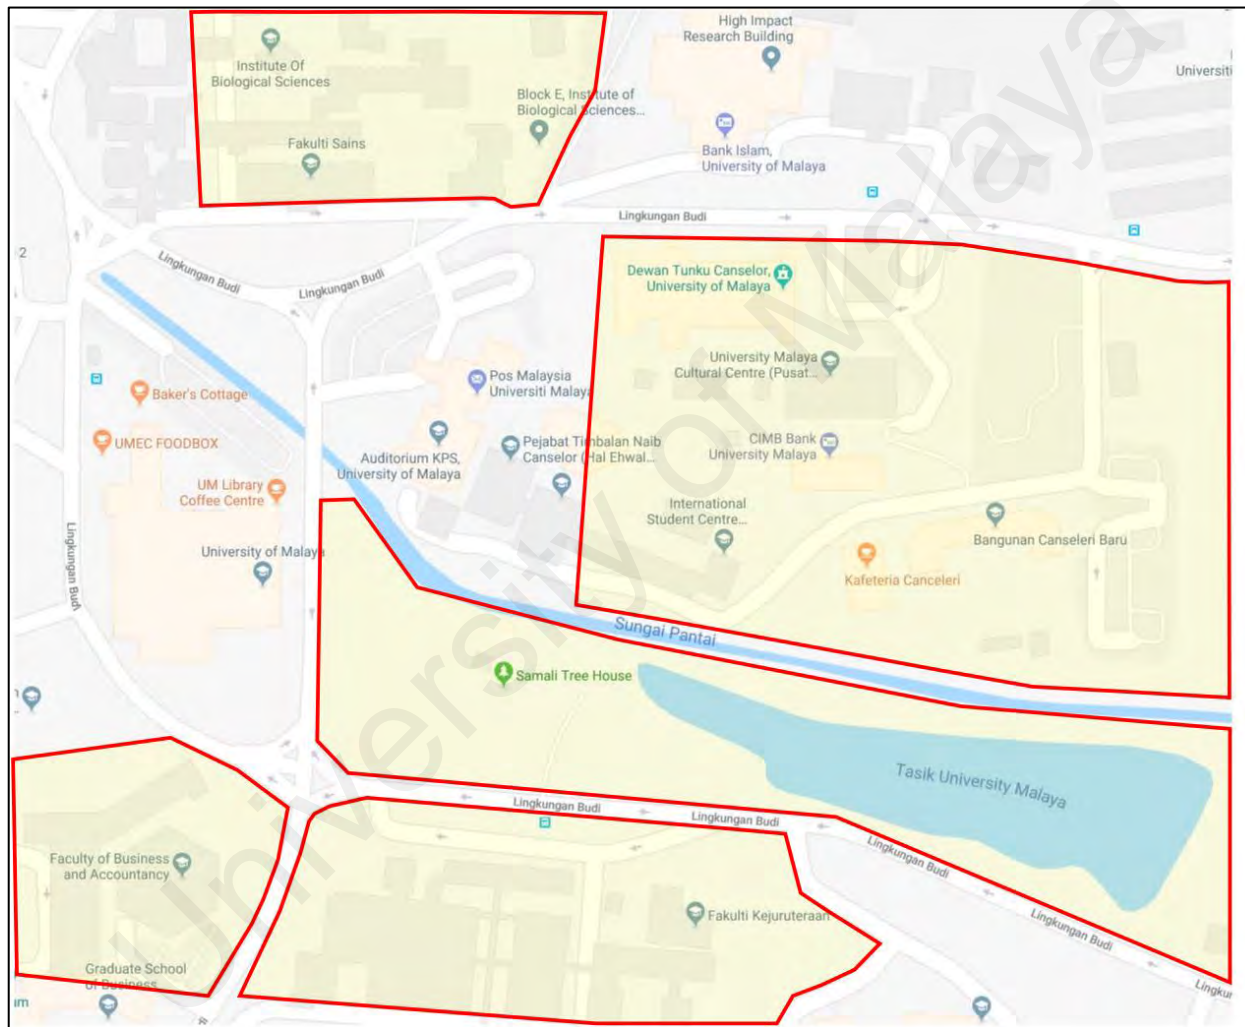 High Impact
Research Building
Institute Of
Biological Sciences
Universiti
Block E, Institute of
Biological Sciences...
Fakulti Sains
Bank Islam,
University of Malaya
Lingkungan Budi
2
Lingkungan Budi
Lingkungan Budi
Dewan Tunku Canselor,
University of Malaya
University Malaya
Cultural Centre (Pusat...
Pos Malaysia
Universiti Malaya
Baker's Cottage
UMEC FOODBOX
Auditorium KPS,
University of Malaya
Pejabat Timbalan Naib
Canselor (Hal Ehwal...
CIMB Bank
University Malaya
UM Library
Coffee Centre
International
Student Centre...
Lingkungan Budi
University of Malaya
Bangunan Canseleri Baru
Kafeteria Canceleri
Sungai Pantai
Samali Tree House
Tasik University Malaya
Lingkungan Budi
Lingkungan Budi
Lingkungan Budi
Faculty of Business
and Accountancy
Fakulti Kejuruteraan
Lingkungan Budi
Graduate School
of Business
um
Lingkun
University of Malaya